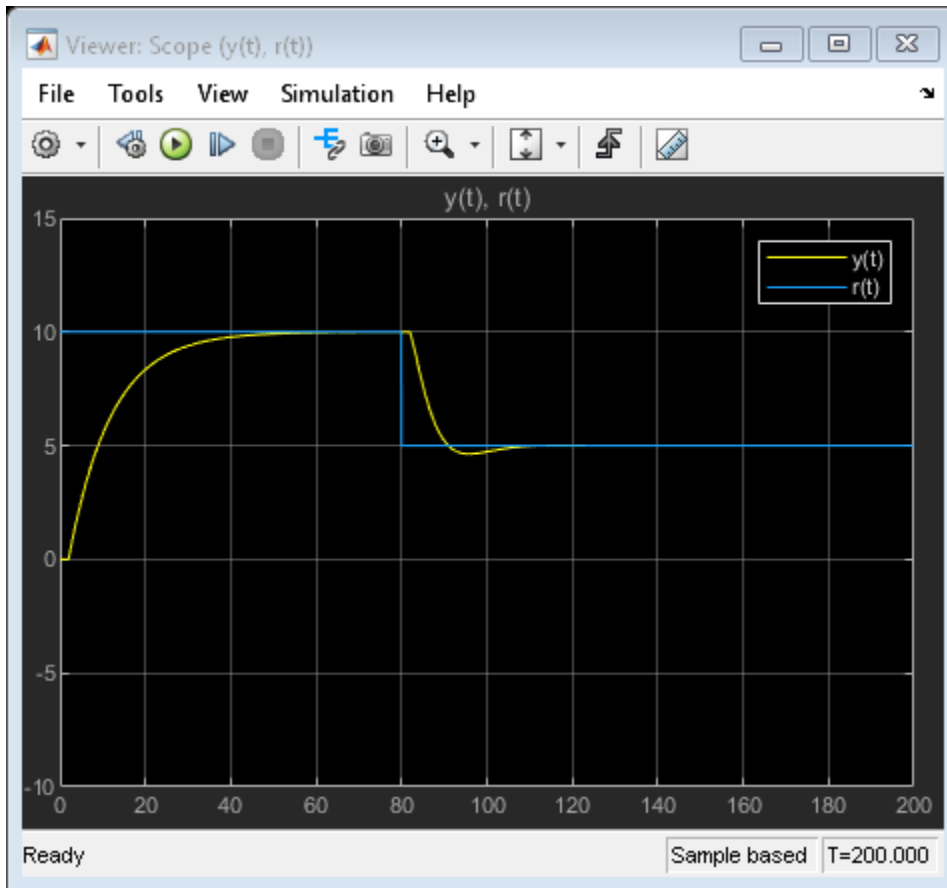 Viewer: Scope (y(t), r(t))
File Tools View Simulation Help
y(t), r(t)
15
10
5
0
-5
-10
y(t)
r(t)
0 20 40 60 80 100 120 140 160 180 200
Ready Sample based T=200.000